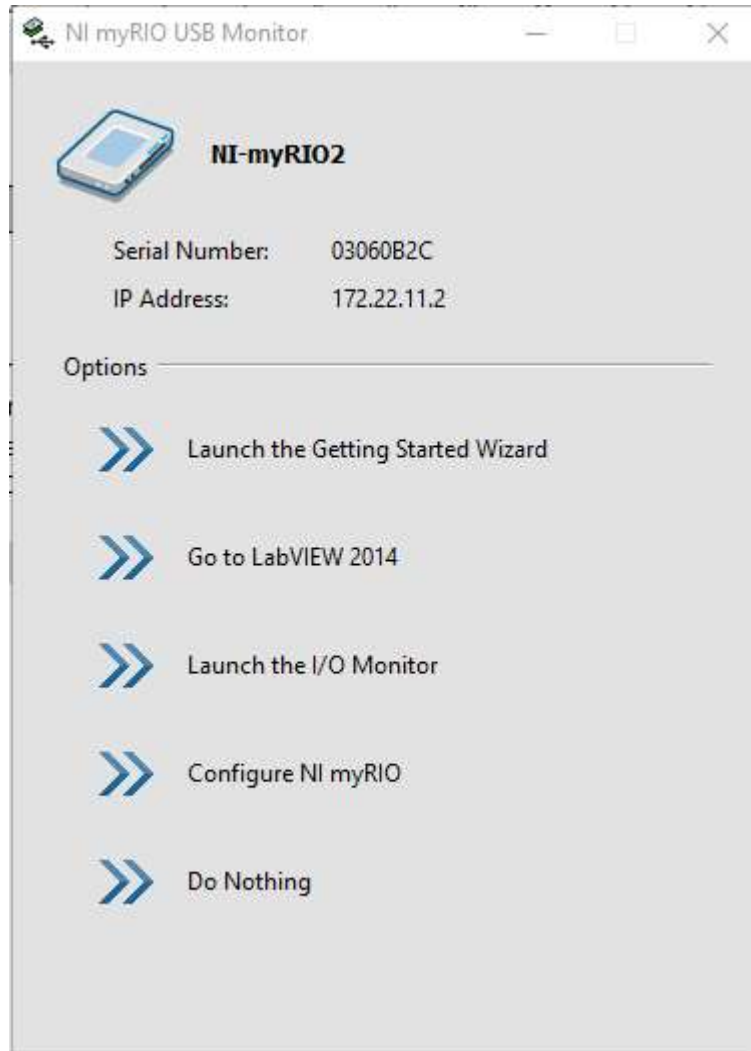 NI myRIO USB Monitor
NI-myRIO2
Serial Number: 03060B2C
IP Address: 172.22.11.2
Options
Launch the Getting Started Wizard
Go to LabVIEW 2014
Launch the I/O Monitor
Configure NI myRIO
Do Nothing